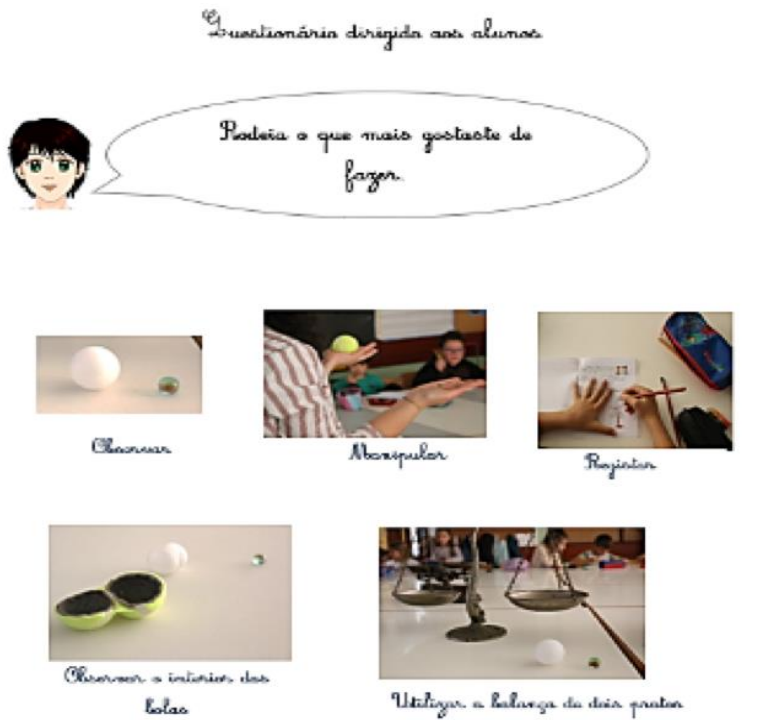 Questionário dirigido aos alunos
Rodeia o que mais gostaste de
fazer.
Observar
Manipular
Registar
Observar o interior das
bolas
Utilizar a balança de dois pratos